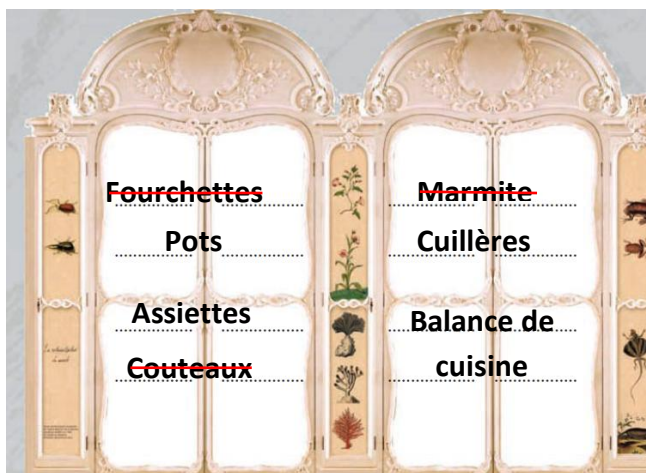 Fourchettes
Pots
Assiettes
Couteaux
Marmite
Cuillères
Balance de
cuisine